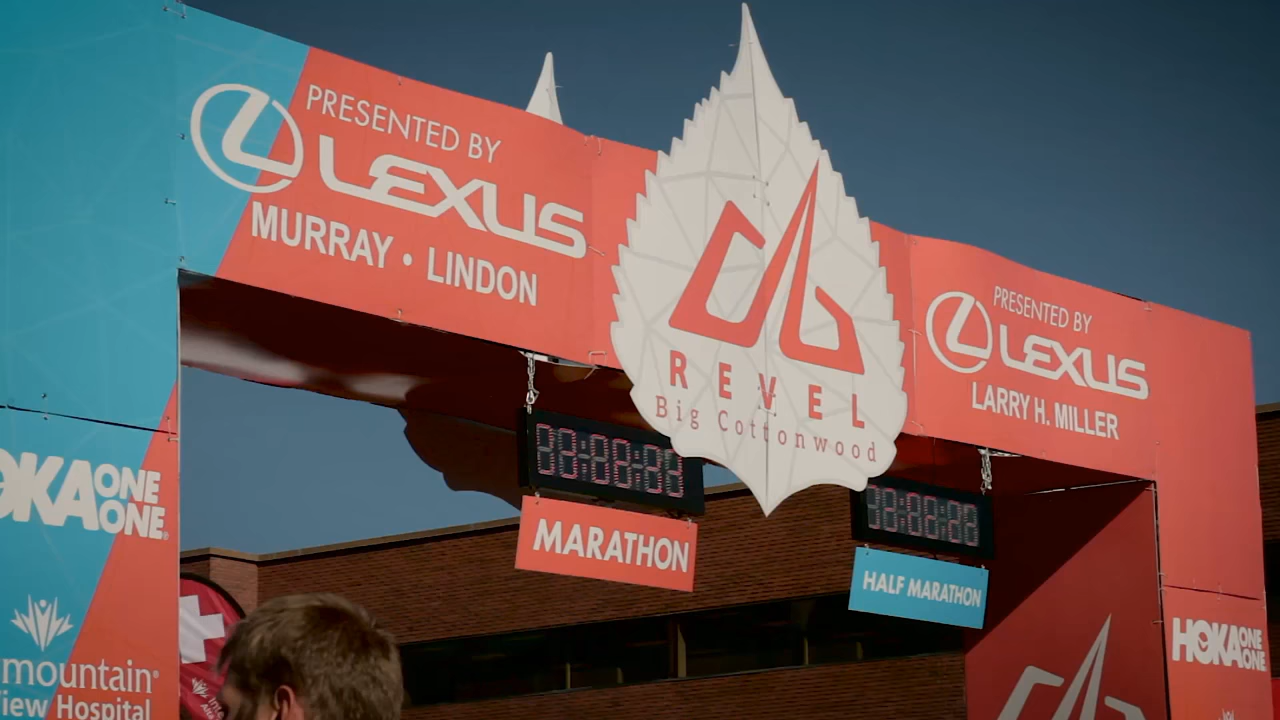 PRESENTED BY
LEXUS
MURRAY • LINDON
REVEL
Big Cottonwood
PRESENTED BY
LEXUS
LARRY H. MILLER
MARATHON
HALF MARATHON
HOKA ONE ONE
mountain
Hospital
HOKA ONE ONE